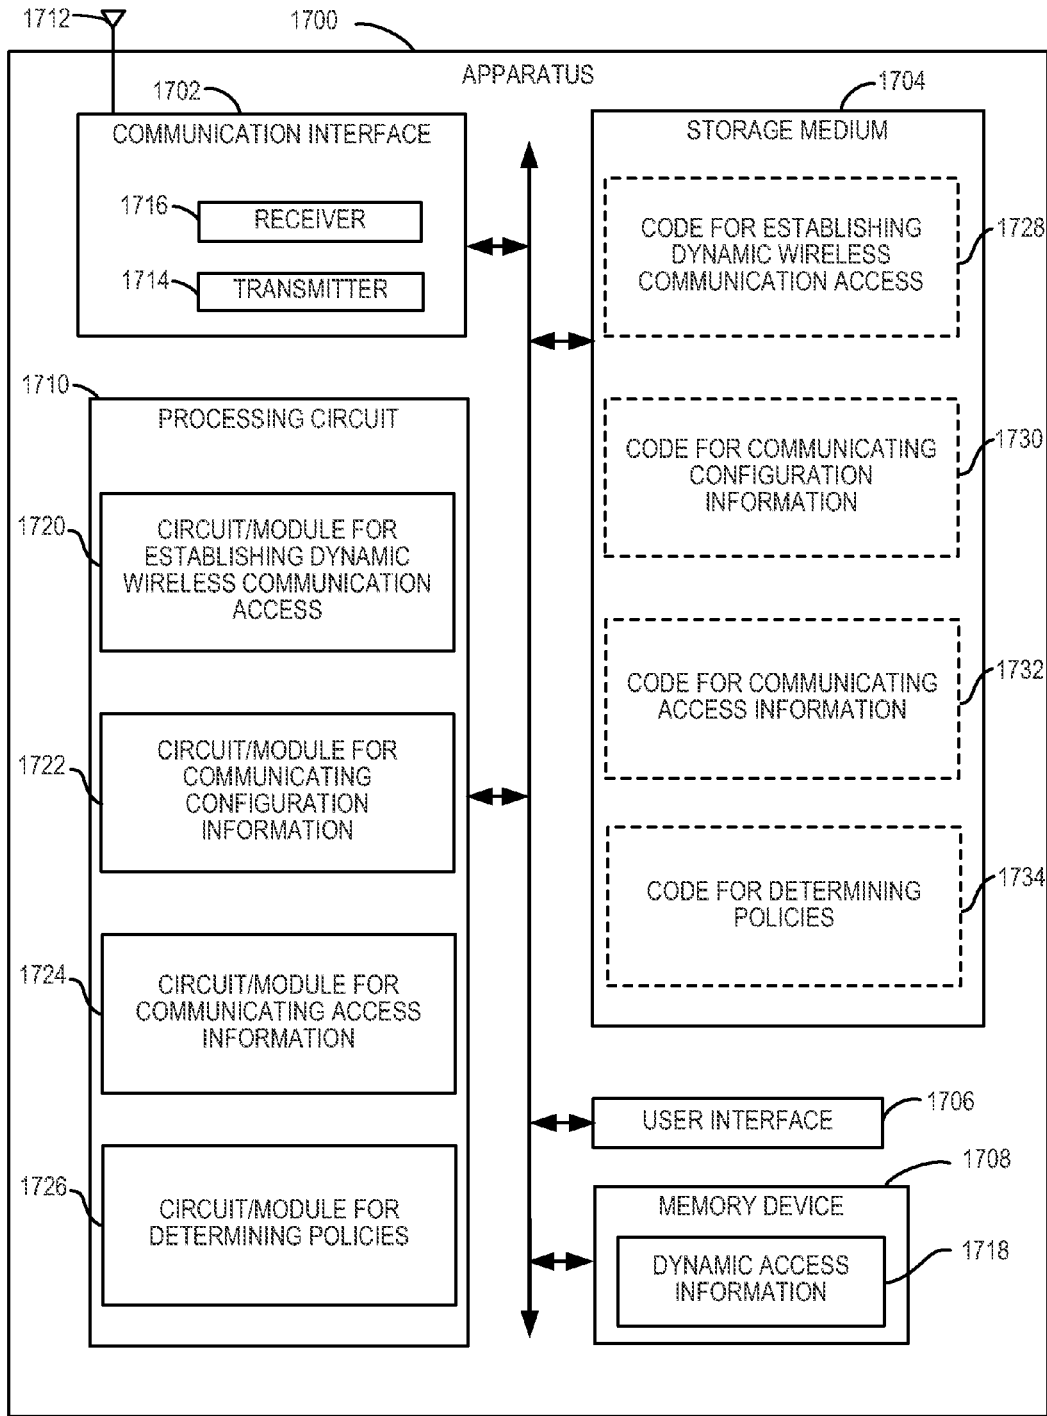 1712
1700
APPARATUS
1702
COMMUNICATION INTERFACE
1716
RECEIVER
1714
TRANSMITTER
1704
STORAGE MEDIUM
CODE FOR ESTABLISHING
DYNAMIC WIRELESS
COMMUNICATION ACCESS
1728
CODE FOR COMMUNICATING
CONFIGURATION
INFORMATION
1730
CODE FOR COMMUNICATING
ACCESS INFORMATION
1732
CODE FOR DETERMINING
POLICIES
1734
1710
PROCESSING CIRCUIT
1720
CIRCUIT/MODULE FOR
ESTABLISHING DYNAMIC
WIRELESS COMMUNICATION
ACCESS
1722
CIRCUIT/MODULE FOR
COMMUNICATING
CONFIGURATION
INFORMATION
1724
CIRCUIT/MODULE FOR
COMMUNICATING ACCESS
INFORMATION
1726
CIRCUIT/MODULE FOR
DETERMINING POLICIES
1706
USER INTERFACE
1708
MEMORY DEVICE
1718
DYNAMIC ACCESS
INFORMATION